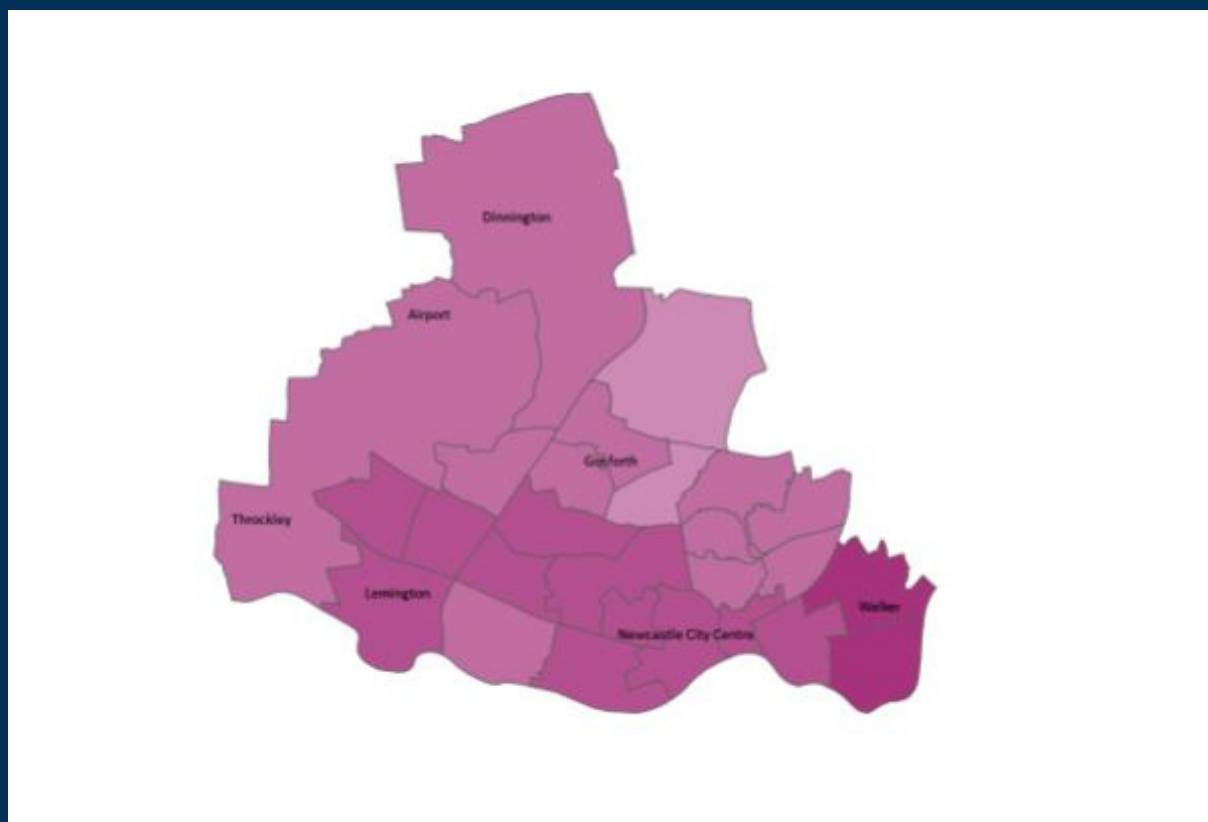 Dinnington
Airport
Gosforth
Throckley
Lemington
Walker
Newcastle City Centre